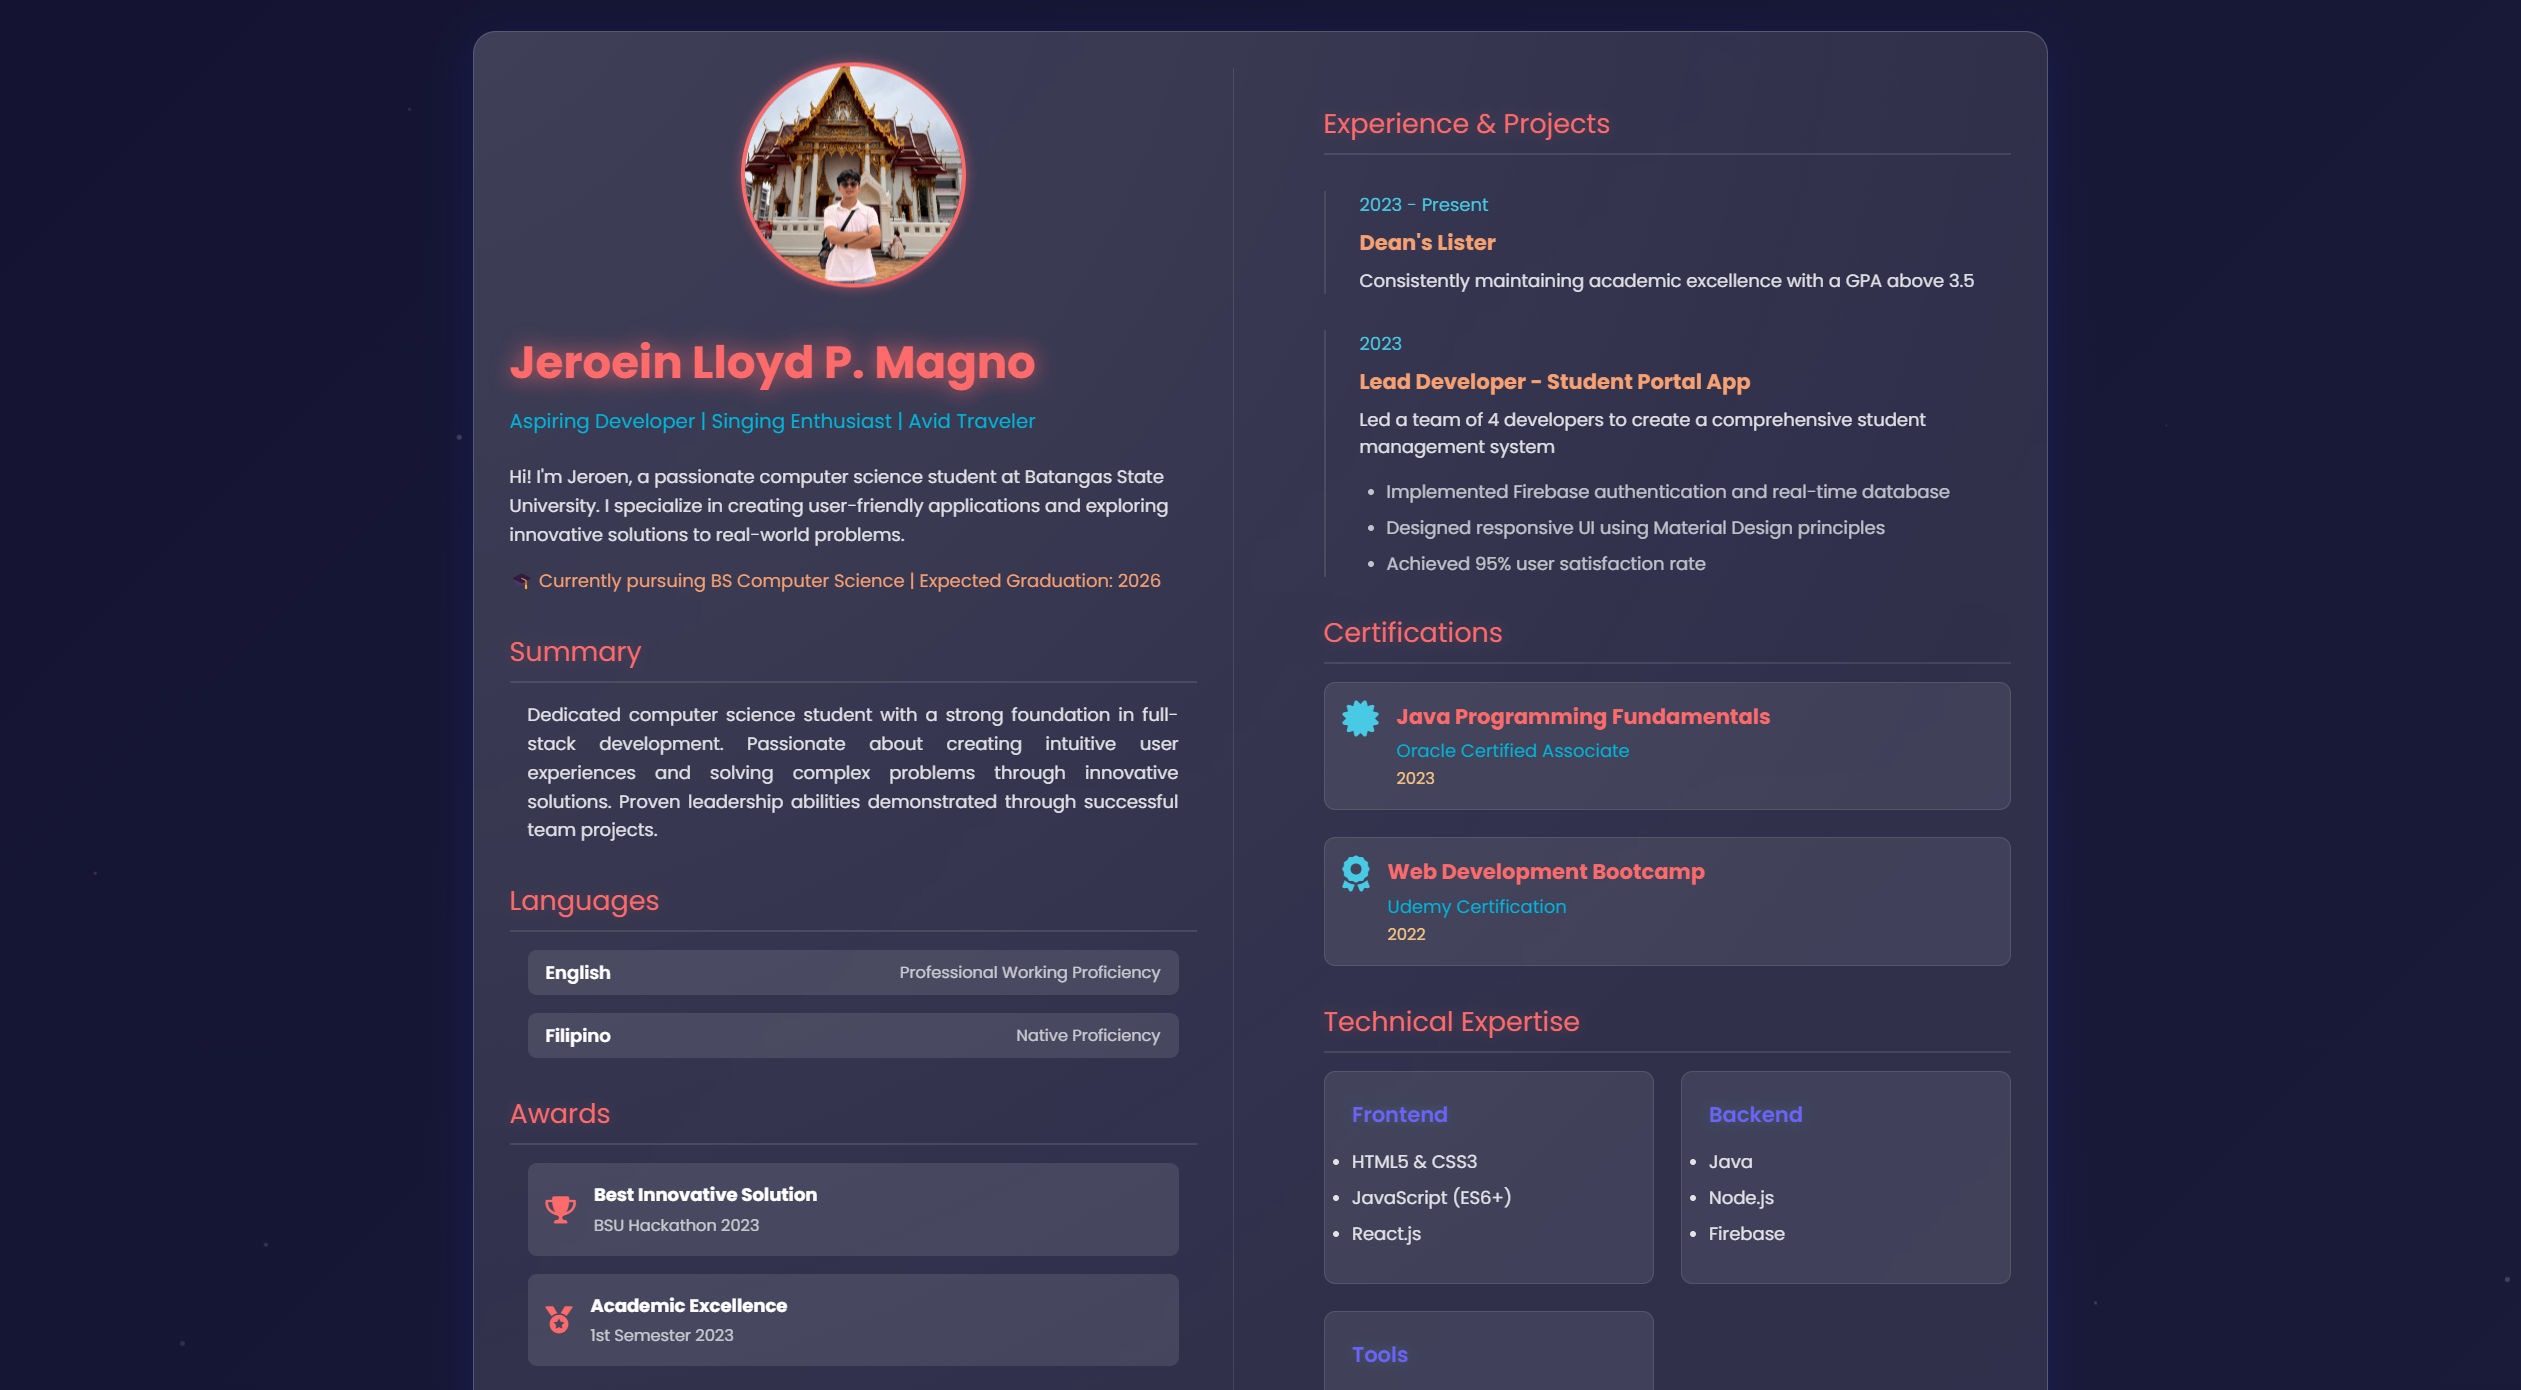 Jeroein Lloyd P. Magno
Aspiring Developer | Singing Enthusiast | Avid Traveler
Hi! I'm Jeroen, a passionate computer science student at Batangas State
University. I specialize in creating user-friendly applications and exploring
innovative solutions to real-world problems.
🎓 Currently pursuing BS Computer Science | Expected Graduation: 2026
Summary
Dedicated computer science student with a strong foundation in full-
stack development. Passionate about creating intuitive user
experiences and solving complex problems through innovative
solutions. Proven leadership abilities demonstrated through successful
team projects.
Languages
English Professional Working Proficiency
Filipino Native Proficiency
Awards
Best Innovative Solution
BSU Hackathon 2023
Academic Excellence
1st Semester 2023
Experience & Projects
2023 - Present
Dean's Lister
Consistently maintaining academic excellence with a GPA above 3.5
2023
Lead Developer - Student Portal App
Led a team of 4 developers to create a comprehensive student
management system
• Implemented Firebase authentication and real-time database
• Designed responsive UI using Material Design principles
• Achieved 95% user satisfaction rate
Certifications
Java Programming Fundamentals
Oracle Certified Associate
2023
Web Development Bootcamp
Udemy Certification
2022
Technical Expertise
Frontend
• HTML5 & CSS3
• JavaScript (ES6+)
• React.js
Backend
• Java
• Node.js
• Firebase
Tools